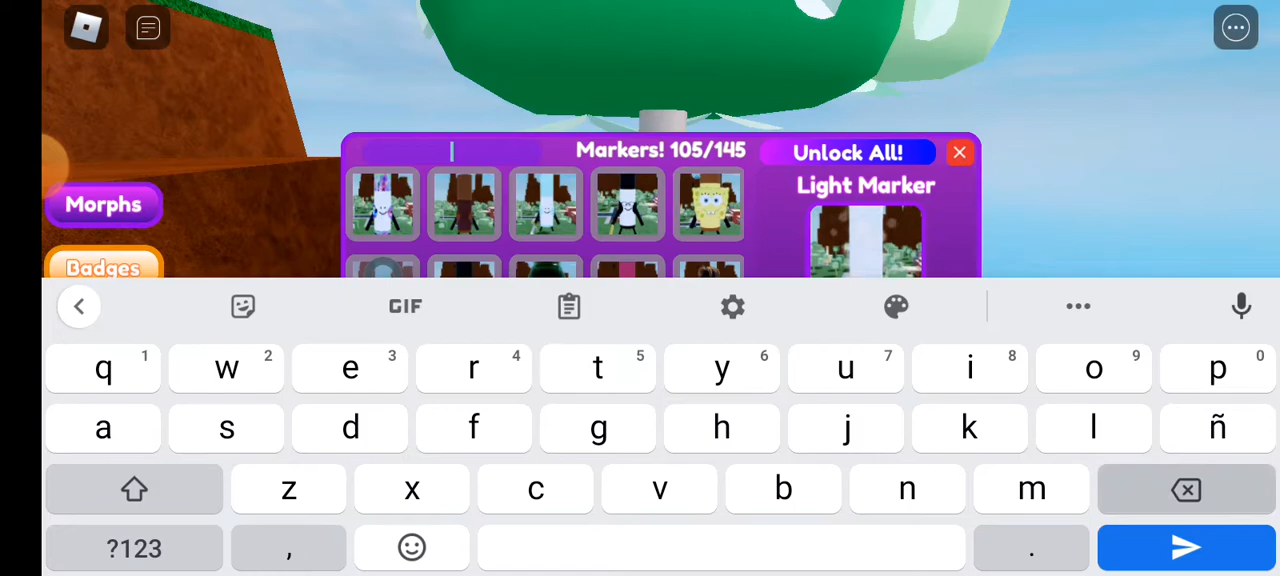 Markers! 105/145
Unlock All!
Light Marker
Morphs
Badges
GIF
q 1 w 2 e 3 r 4 t 5 y 6 u 7 i 8 o 9 p 0
a s d f g h j k l ñ
z x c v b n m
?123 , .